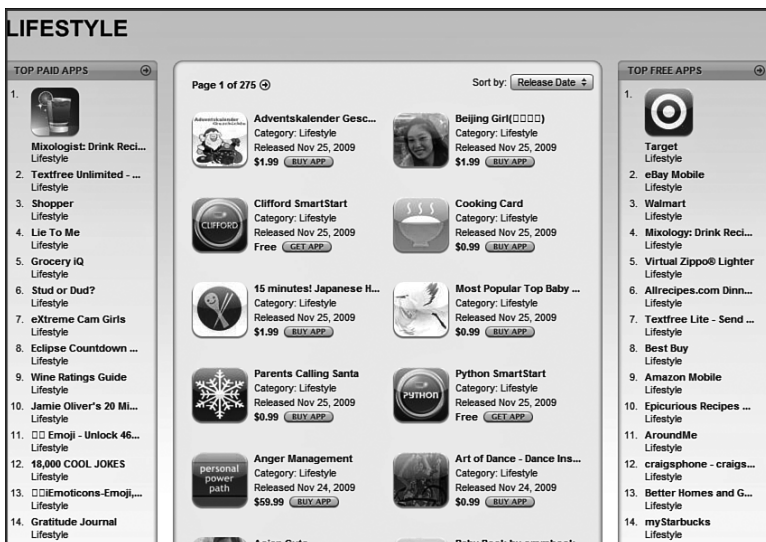 LIFESTYLE
TOP PAID APPS
1.
Mixologist: Drink Reci...
Lifestyle
2. Textfree Unlimited - ...
Lifestyle
3. Shopper
Lifestyle
4. Lie To Me
Lifestyle
5. Grocery iQ
Lifestyle
6. Stud or Dud?
Lifestyle
7. eXtreme Cam Girls
Lifestyle
8. Eclipse Countdown ...
Lifestyle
9. Wine Ratings Guide
Lifestyle
10. Jamie Oliver's 20 Mi...
Lifestyle
11. □□ Emoji - Unlock 46...
Lifestyle
12. 18,000 COOL JOKES
Lifestyle
13. □□iEmoticons-Emoji,...
Lifestyle
14. Gratitude Journal
Lifestyle
Page 1 of 275
Sort by: Release Date
Adventskalender Geschichte
Adventskalender Gesc...
Category: Lifestyle
Released Nov 25, 2009
$1.99 BUY APP
Beijing Girl(□□□□)
Category: Lifestyle
Released Nov 25, 2009
$1.99 BUY APP
CLIFFORD
Clifford SmartStart
Category: Lifestyle
Released Nov 25, 2009
Free GET APP
Cooking Card
Category: Lifestyle
Released Nov 25, 2009
$0.99 BUY APP
15 minutes! Japanese H...
Category: Lifestyle
Released Nov 25, 2009
$1.99 BUY APP
Most Popular Top Baby ...
Category: Lifestyle
Released Nov 25, 2009
$0.99 BUY APP
Parents Calling Santa
Category: Lifestyle
Released Nov 25, 2009
$0.99 BUY APP
PYTHON
Python SmartStart
Category: Lifestyle
Released Nov 25, 2009
Free GET APP
personal
power
path
Anger Management
Category: Lifestyle
Released Nov 24, 2009
$59.99 BUY APP
Art of Dance - Dance Ins...
Category: Lifestyle
Released Nov 24, 2009
$0.99 BUY APP
TOP FREE APPS
1.
Target
Lifestyle
2. eBay Mobile
Lifestyle
3. Walmart
Lifestyle
4. Mixology: Drink Reci...
Lifestyle
5. Virtual Zippo® Lighter
Lifestyle
6. Allrecipes.com Dinn...
Lifestyle
7. Textfree Lite - Send ...
Lifestyle
8. Best Buy
Lifestyle
9. Amazon Mobile
Lifestyle
10. Epicurious Recipes ...
Lifestyle
11. AroundMe
Lifestyle
12. craigsphone - craigs...
Lifestyle
13. Better Homes and G...
Lifestyle
14. myStarbucks
Lifestyle